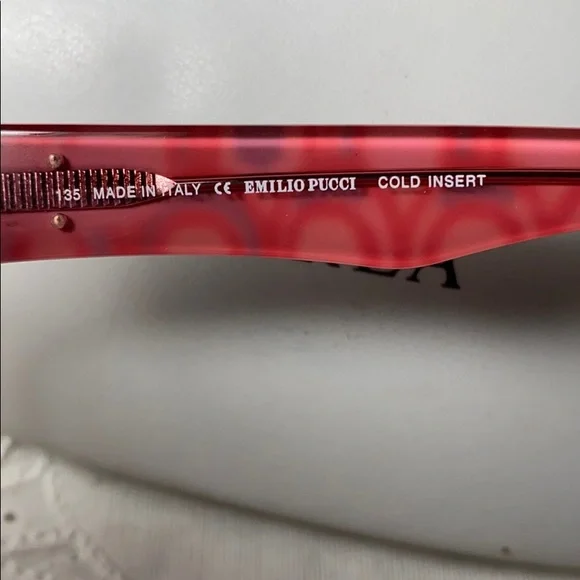 135 MADE IN ITALY CE EMILIO PUCCI COLD INSERT